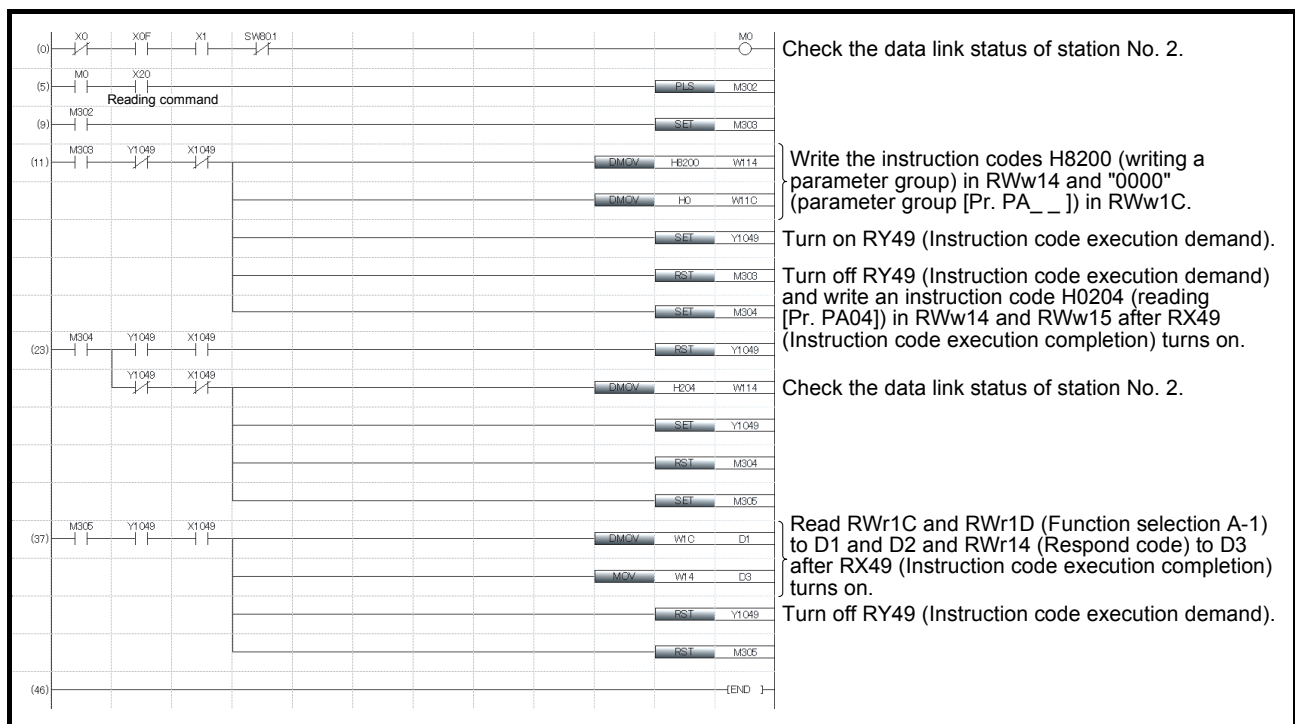 X0 X0F X1 SW80.1 M0
(0) Check the data link status of station No. 2.
M0 X20
(5) PLS M302
Reading command
M302
(9) SET M303
M303 Y1049 X1049
(11) DMOV H8200 W114
Write the instruction codes H8200 (writing a
parameter group) in RWw14 and "0000"
(parameter group [Pr. PA_ _ ]) in RWw1C.
DMOV H0 W11C
SET Y1049 Turn on RY49 (Instruction code execution demand).
RST M303
Turn off RY49 (Instruction code execution demand)
and write an instruction code H0204 (reading
[Pr. PA04]) in RWw14 and RWw15 after RX49
(Instruction code execution completion) turns on.
SET M304
M304 Y1049 X1049
(23) RST Y1049
Y1049 X1049
DMOV H204 W114 Check the data link status of station No. 2.
SET Y1049
RST M304
SET M305
M305 Y1049 X1049
(37) DMOV W1C D1
Read RWr1C and RWr1D (Function selection A-1)
to D1 and D2 and RWr14 (Respond code) to D3
after RX49 (Instruction code execution completion)
turns on.
MOV W14 D3
RST Y1049 Turn off RY49 (Instruction code execution demand).
RST M305
(46) [END ]